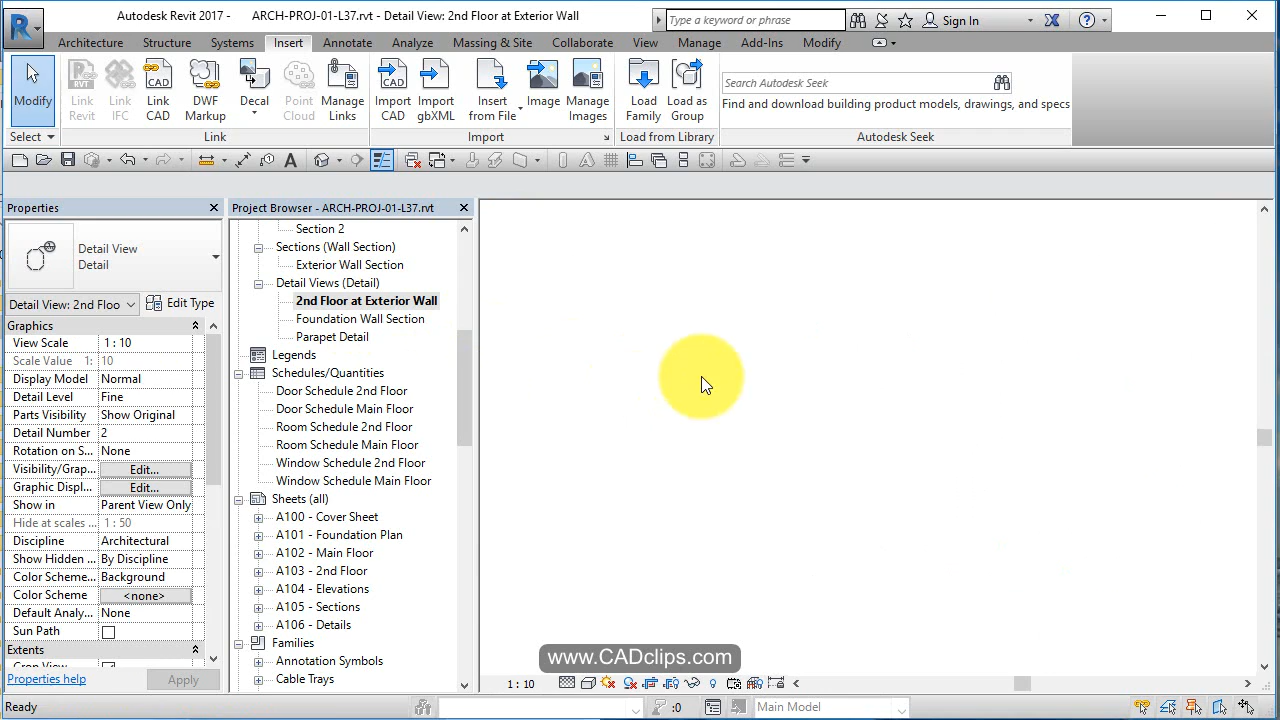 Autodesk Revit 2017 - ARCH-PROJ-01-L37.rvt - Detail View: 2nd Floor at Exterior Wall
Type a keyword or phrase
Sign In
Architecture Structure Systems Insert Annotate Analyze Massing & Site Collaborate View Manage Add-Ins Modify
Modify
Link Revit
Link IFC
Link CAD
DWF Markup
Decal
Point Cloud
Manage Links
Import CAD
Import gbXML
Insert from File
Image
Manage Images
Load Family
Load as Group
Search Autodesk Seek
Find and download building product models, drawings, and specs
Select Link Import Load from Library Autodesk Seek
Properties
Detail View
Detail
Detail View: 2nd Floo
Edit Type
Graphics
View Scale 1 : 10
Scale Value 1: 10
Display Model Normal
Detail Level Fine
Parts Visibility Show Original
Detail Number 2
Rotation on S... None
Visibility/Grap... Edit...
Graphic Displ... Edit...
Show in Parent View Only
Hide at scales 1 : 50
Discipline Architectural
Show Hidden By Discipline
Color Scheme... Background
Color Scheme <none>
Default Analy... None
Sun Path
Extents
Properties help
Apply
Project Browser - ARCH-PROJ-01-L37.rvt
Section 2
Sections (Wall Section)
Exterior Wall Section
Detail Views (Detail)
2nd Floor at Exterior Wall
Foundation Wall Section
Parapet Detail
Legends
Schedules/Quantities
Door Schedule 2nd Floor
Door Schedule Main Floor
Room Schedule 2nd Floor
Room Schedule Main Floor
Window Schedule 2nd Floor
Window Schedule Main Floor
Sheets (all)
A100 - Cover Sheet
A101 - Foundation Plan
A102 - Main Floor
A103 - 2nd Floor
A104 - Elevations
A105 - Sections
A106 - Details
Families
Annotation Symbols
Cable Trays
www.CADclips.com
1 : 10
Ready
:0
Main Model